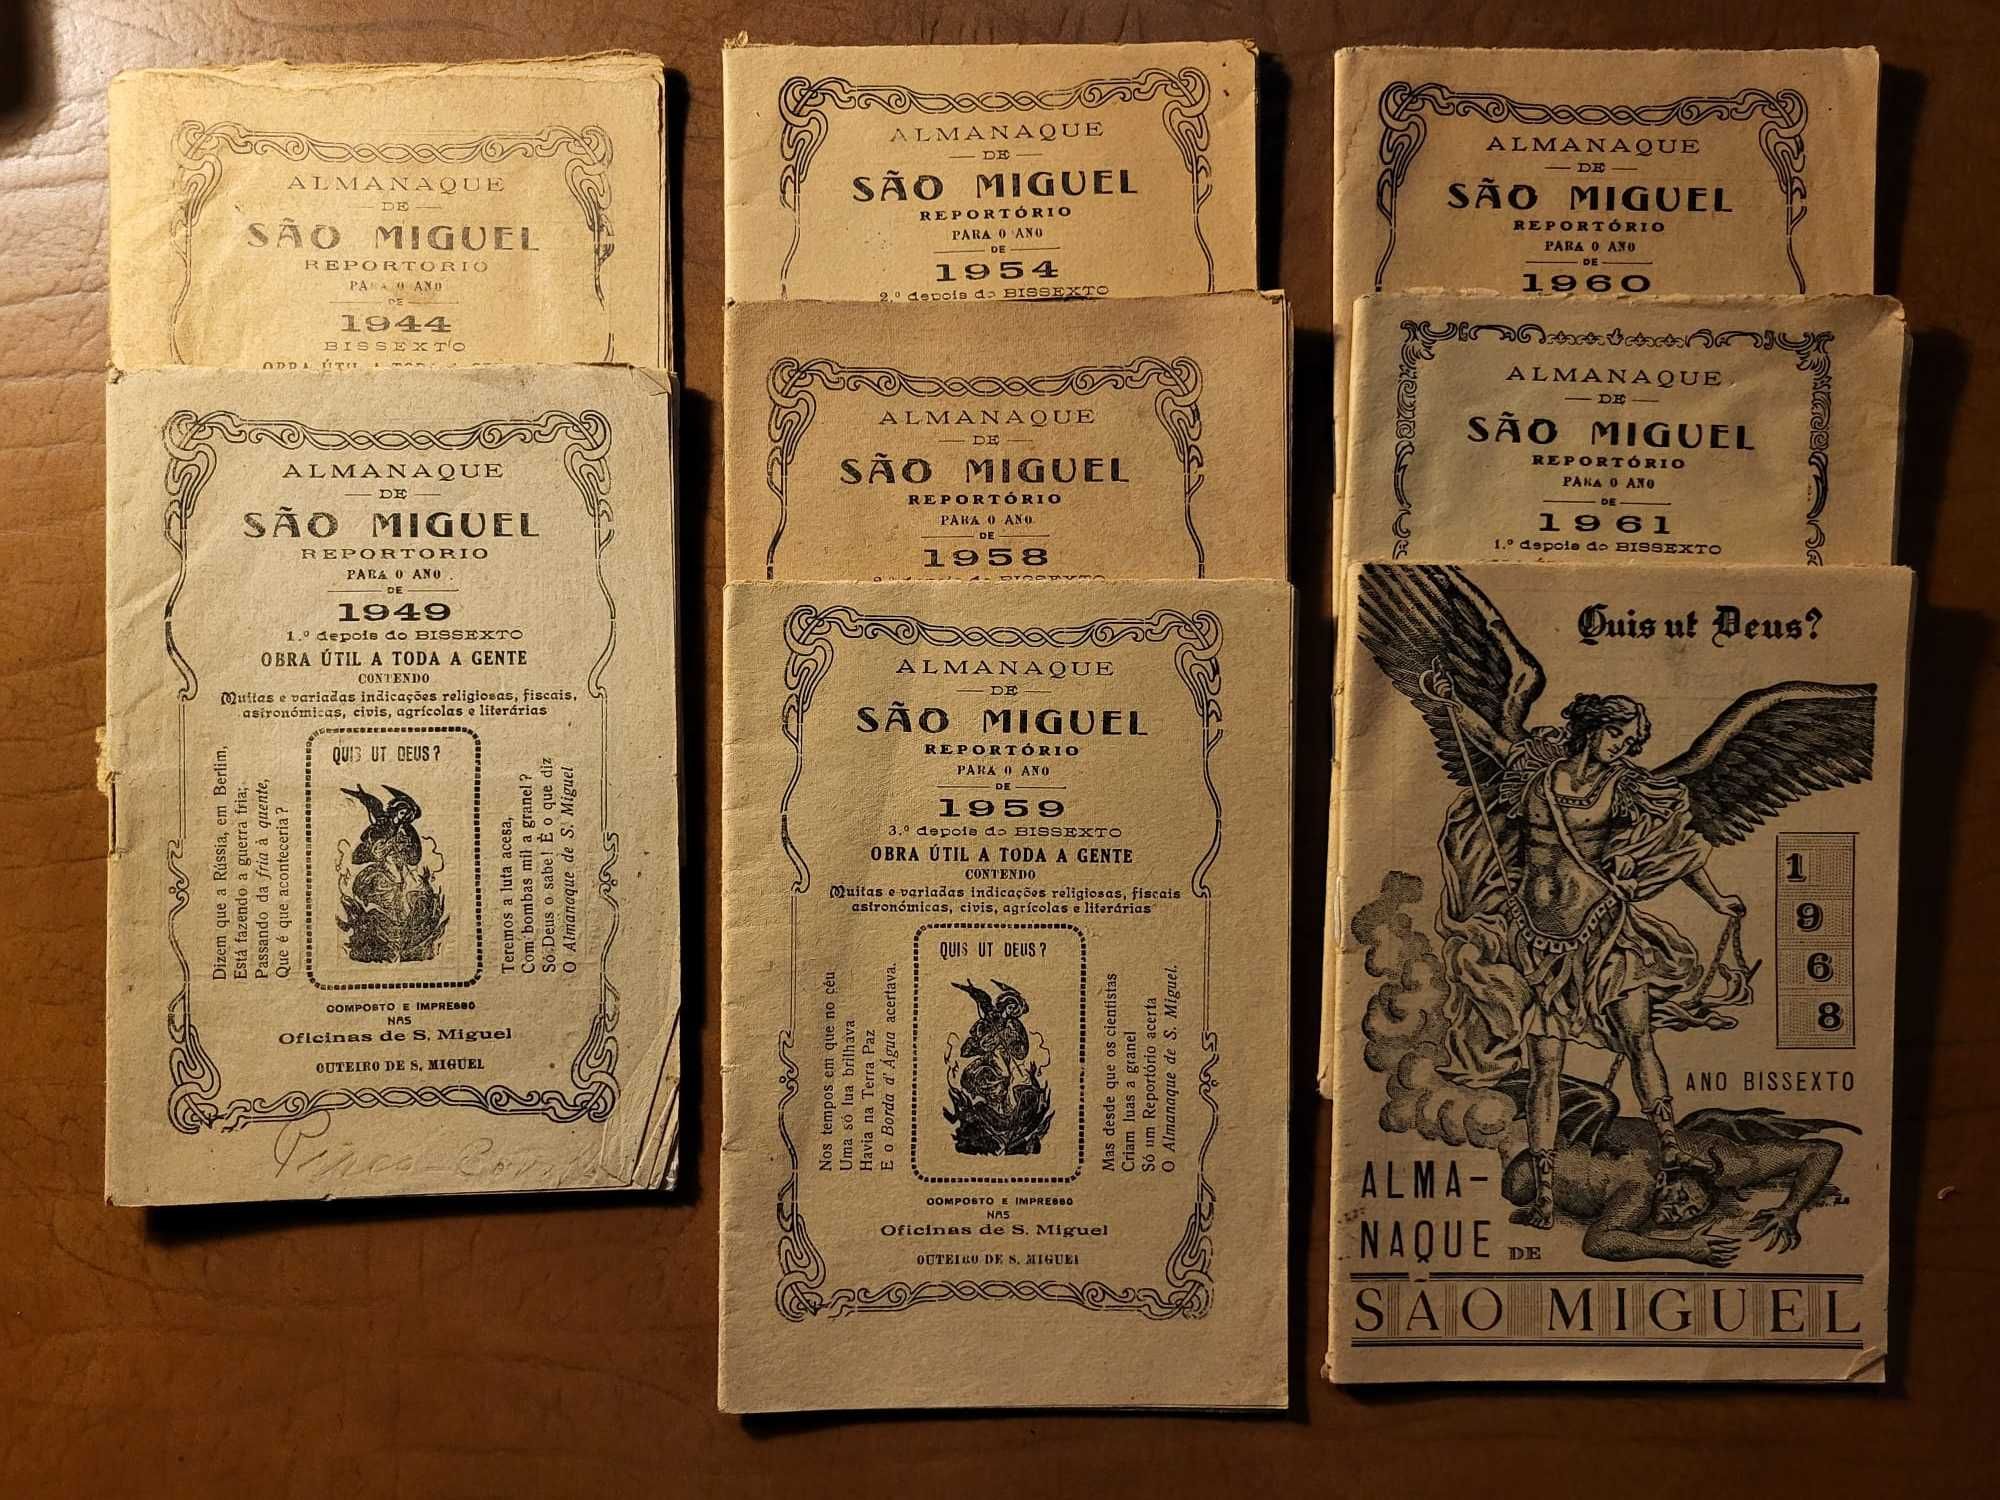 ALMANAQUE
DE
SÃO MIGUEL
REPORTORIO
PARA O ANO
DE
1944
BISSEXTO
OBRA ÚTIL A TODA A
ALMANAQUE
DE
SÃO MIGUEL
REPORTORIO
PARA O ANO
DE
1949
1.º depois do BISSEXTO
OBRA ÚTIL A TODA A GENTE
CONTENDO
Muitas e variadas indicações religiosas, fiscais,
astronómicas, civis, agrícolas e literárias
Dizem que a Rússia, em Berlim,
Está fazendo a guerra fria;
Passando da fria à quente,
Que é que aconteceria?
QUIS UT DEUS?
Teremos a luta acesa,
Com bombas mil a granel?
Só Deus o sabe! É o que diz
O Almanaque de S. Miguel
COMPOSTO E IMPRESSO
NAS
Oficinas de S. Miguel
OUTEIRO DE S. MIGUEL
ALMANAQUE
DE
SÃO MIGUEL
REPORTÓRIO
PARA O ANO
DE
1954
2.º depois do BISSEXTO
ALMANAQUE
DE
SÃO MIGUEL
REPORTÓRIO
PARA O ANO
DE
1958
2.º depois do BISSEXTO
ALMANAQUE
DE
SÃO MIGUEL
REPORTÓRIO
PARA O ANO
DE
1959
3.º depois do BISSEXTO
OBRA ÚTIL A TODA A GENTE
CONTENDO
Muitas e variadas indicações religiosas, fiscais
astronómicas, civis, agrícolas e literárias
Nos tempos em que no céu
Uma só lua brilhava
Havia na Terra Paz
E o Borda d' Água acertava.
QUIS UT DEUS?
Mas desde que os cientistas
Criam luas a granel
Só um Reportório acerta
O Almanaque de S. Miguel.
COMPOSTO E IMPRESSO
NAS
Oficinas de S. Miguel
OUTEIRO DE S. MIGUEL
ALMANAQUE
DE
SÃO MIGUEL
REPORTÓRIO
PARA O ANO
DE
1960
ALMANAQUE
DE
SÃO MIGUEL
REPORTÓRIO
PARA O ANO
DE
1961
1.º depois do BISSEXTO
Quis ut Deus?
1
9
6
8
ANO BISSEXTO
ALMA-
NAQUE DE
SÃO MIGUEL